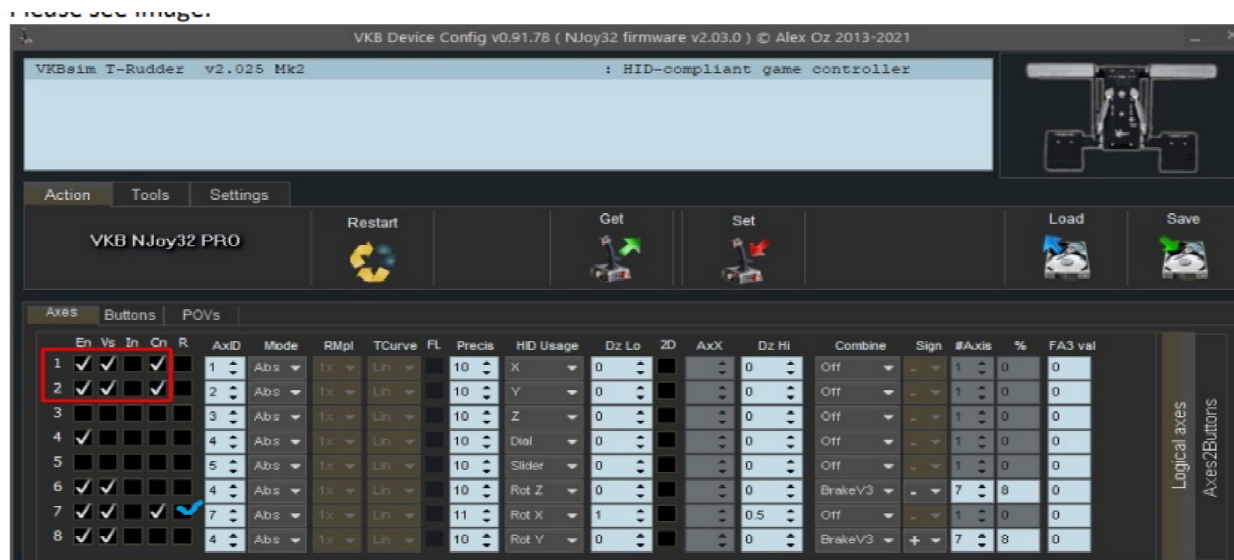 Please see image.
VKB Device Config v0.91.78 ( NJoy32 firmware v2.03.0 ) © Alex Oz 2013-2021
VKBsim T-Rudder v2.025 Mk2 : HID-compliant game controller
Action Tools Settings
VKB NJoy32 PRO Restart Get Set Load Save
Axes Buttons POVs
En Vs In Cn R AxID Mode RMpl TCurve FL Precis HID Usage Dz Lo 2D AxX Dz Hi Combine Sign #Axis % FA3 val
1 1 Abs 1x Lin 10 X 0 0 Off - 1 0 0
2 2 Abs 1x Lin 10 Y 0 0 Off - 1 0 0
3 3 Abs 1x Lin 10 Z 0 0 Off - 1 0 0
4 4 Abs 1x Lin 10 Dial 0 0 Off - 1 0 0
5 5 Abs 1x Lin 10 Slider 0 0 Off - 1 0 0
6 4 Abs 1x Lin 10 Rot Z 0 0 BrakeV3 - 7 8 0
7 7 Abs 1x Lin 11 Rot X 1 0.5 Off - 1 0 0
8 4 Abs 1x Lin 10 Rot Y 0 0 BrakeV3 + 7 8 0
Logical axes
Axes2Buttons